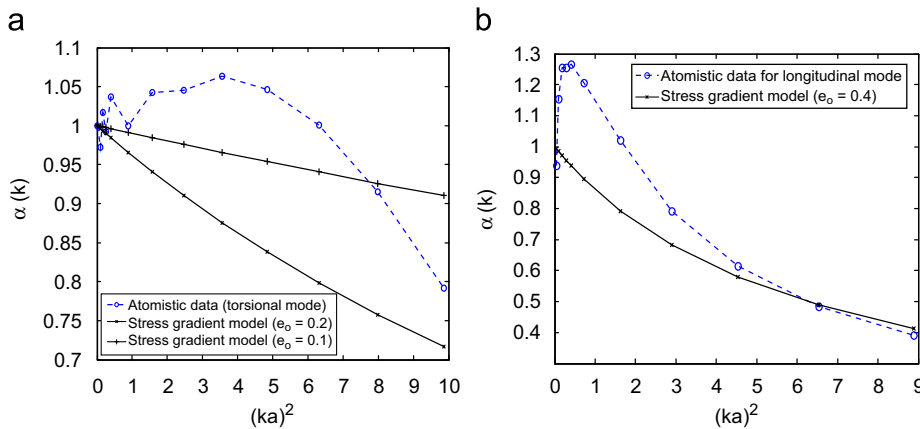 a
1.1
1.05
1
0.95
0.9
0.85
0.8
0.75
0.7
α (k)
Atomistic data (torsional mode)
Stress gradient model (eₒ = 0.2)
Stress gradient model (eₒ = 0.1)
0 1 2 3 4 5 6 7 8 9 10
(ka)²
b
1.3
1.2
1.1
1
0.9
0.8
0.7
0.6
0.5
0.4
α (k)
Atomistic data for longitudinal mode
Stress gradient model (eₒ = 0.4)
0 1 2 3 4 5 6 7 8 9
(ka)²